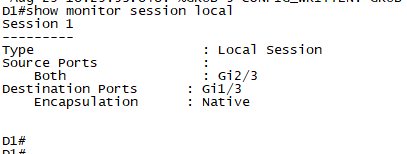 D1#show monitor session local
Session 1
---------
Type                   : Local Session
Source Ports           :
    Both               : Gi2/3
Destination Ports      : Gi1/3
    Encapsulation      : Native
D1#